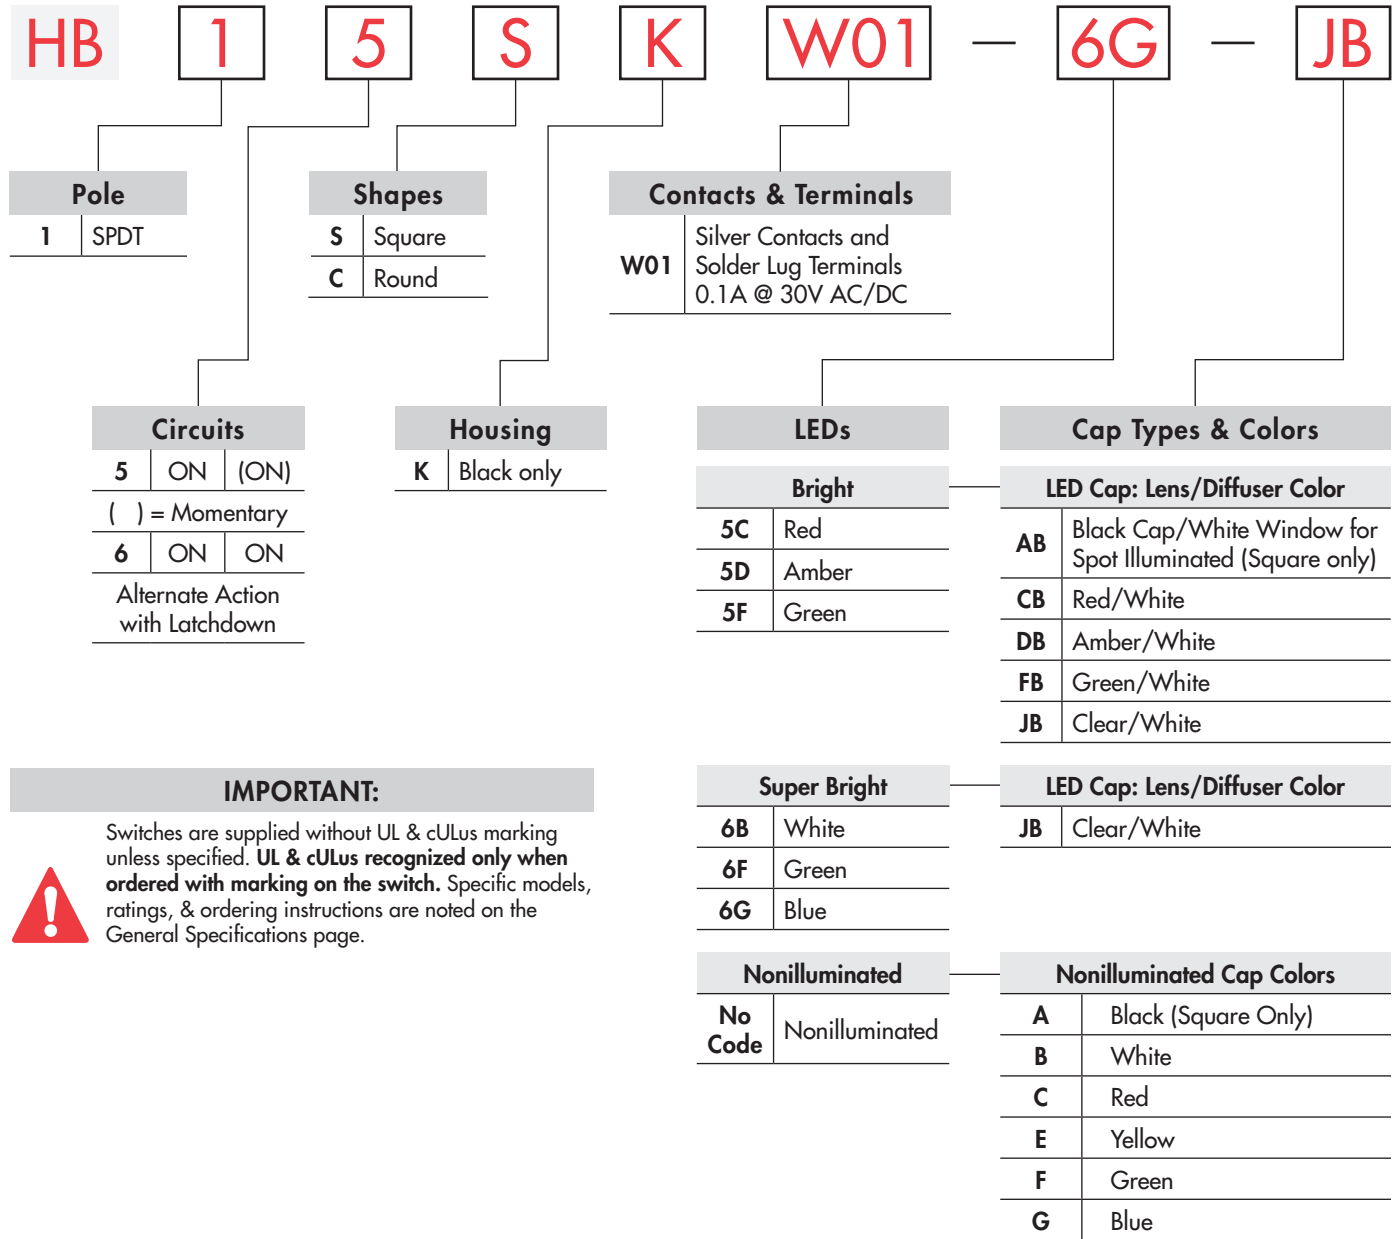 HB 1 5 S K W01 — 6G — JB
Pole
1 SPDT
Shapes
S Square
C Round
Contacts & Terminals
W01 Silver Contacts and
Solder Lug Terminals
0.1A @ 30V AC/DC
Circuits
5 ON (ON)
( ) = Momentary
6 ON ON
Alternate Action
with Latchdown
Housing
K Black only
LEDs
Bright
5C Red
5D Amber
5F Green
Super Bright
6B White
6F Green
6G Blue
Nonilluminated
No
Code Nonilluminated
Cap Types & Colors
LED Cap: Lens/Diffuser Color
AB Black Cap/White Window for
Spot Illuminated (Square only)
CB Red/White
DB Amber/White
FB Green/White
JB Clear/White
LED Cap: Lens/Diffuser Color
JB Clear/White
Nonilluminated Cap Colors
A Black (Square Only)
B White
C Red
E Yellow
F Green
G Blue
IMPORTANT:
Switches are supplied without UL & cULus marking
unless specified. UL & cULus recognized only when
ordered with marking on the switch. Specific models,
ratings, & ordering instructions are noted on the
General Specifications page.